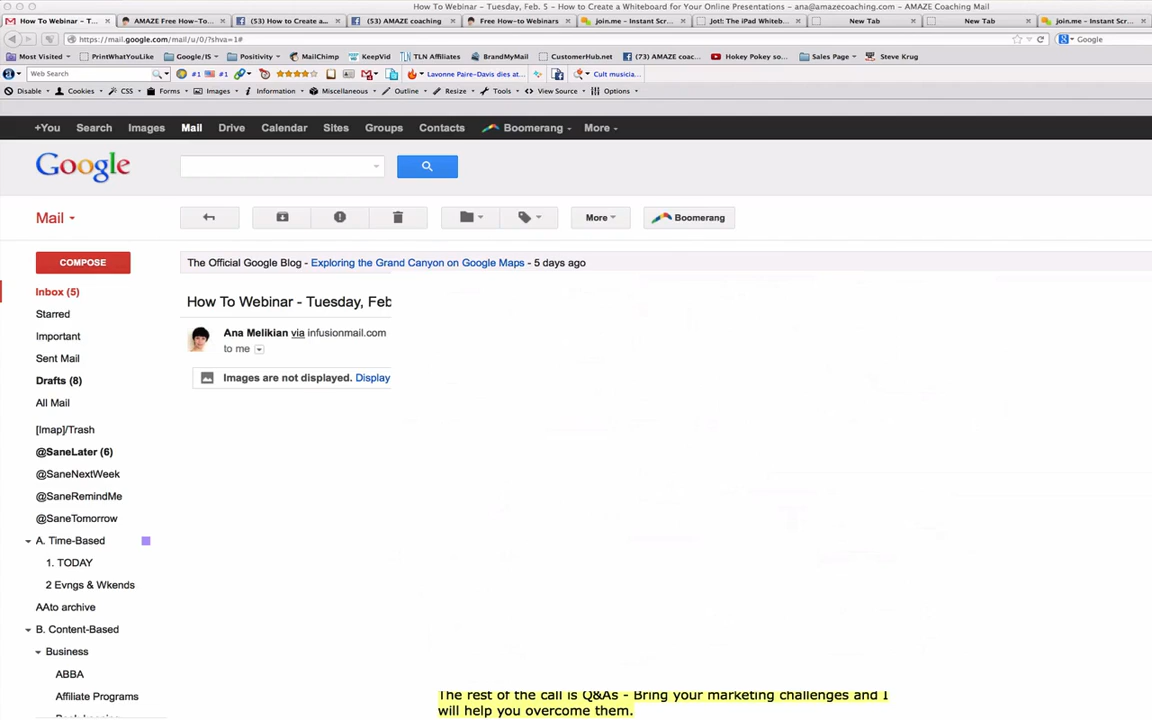 How To Webinar - Tuesday, Feb. 5 – How to Create a Whiteboard for Your Online Presentations – ana@amazecoaching.com – AMAZE Coaching Mail
How To Webinar - T...
AMAZE Free How-To...
(53) How to Create a...
(53) AMAZE coaching
Free How-to Webinars
join.me - Instant Scr...
Jot! The iPad Whiteb...
New Tab
New Tab
join.me - Instant Scr...
https://mail.google.com/mail/u/0/?shva=1#
Google
Most Visited
PrintWhatYouLike
Google/IS
Positivity
MailChimp
KeepVid
TLN Affiliates
BrandMyMail
CustomerHub.net
(73) AMAZE coac...
Hokey Pokey so...
Sales Page
Steve Krug
Web Search
#1
#1
Lavonne Paire-Davis dies at...
Cult musicia...
Disable
Cookies
CSS
Forms
Images
Information
Miscellaneous
Outline
Resize
Tools
View Source
Options
+You Search Images Mail Drive Calendar Sites Groups Contacts Boomerang More
Google
Mail
More
Boomerang
COMPOSE
The Official Google Blog - Exploring the Grand Canyon on Google Maps - 5 days ago
Inbox (5)
Starred
Important
Sent Mail
Drafts (8)
All Mail
[Imap]/Trash
@SaneLater (6)
@SaneNextWeek
@SaneRemindMe
@SaneTomorrow
A. Time-Based
1. TODAY
2 Evngs & Wkends
AAto archive
B. Content-Based
Business
ABBA
Affiliate Programs
How To Webinar - Tuesday, Feb
Ana Melikian via infusionmail.com
to me
Images are not displayed. Display
The rest of the call is Q&As - Bring your marketing challenges and I
will help you overcome them.